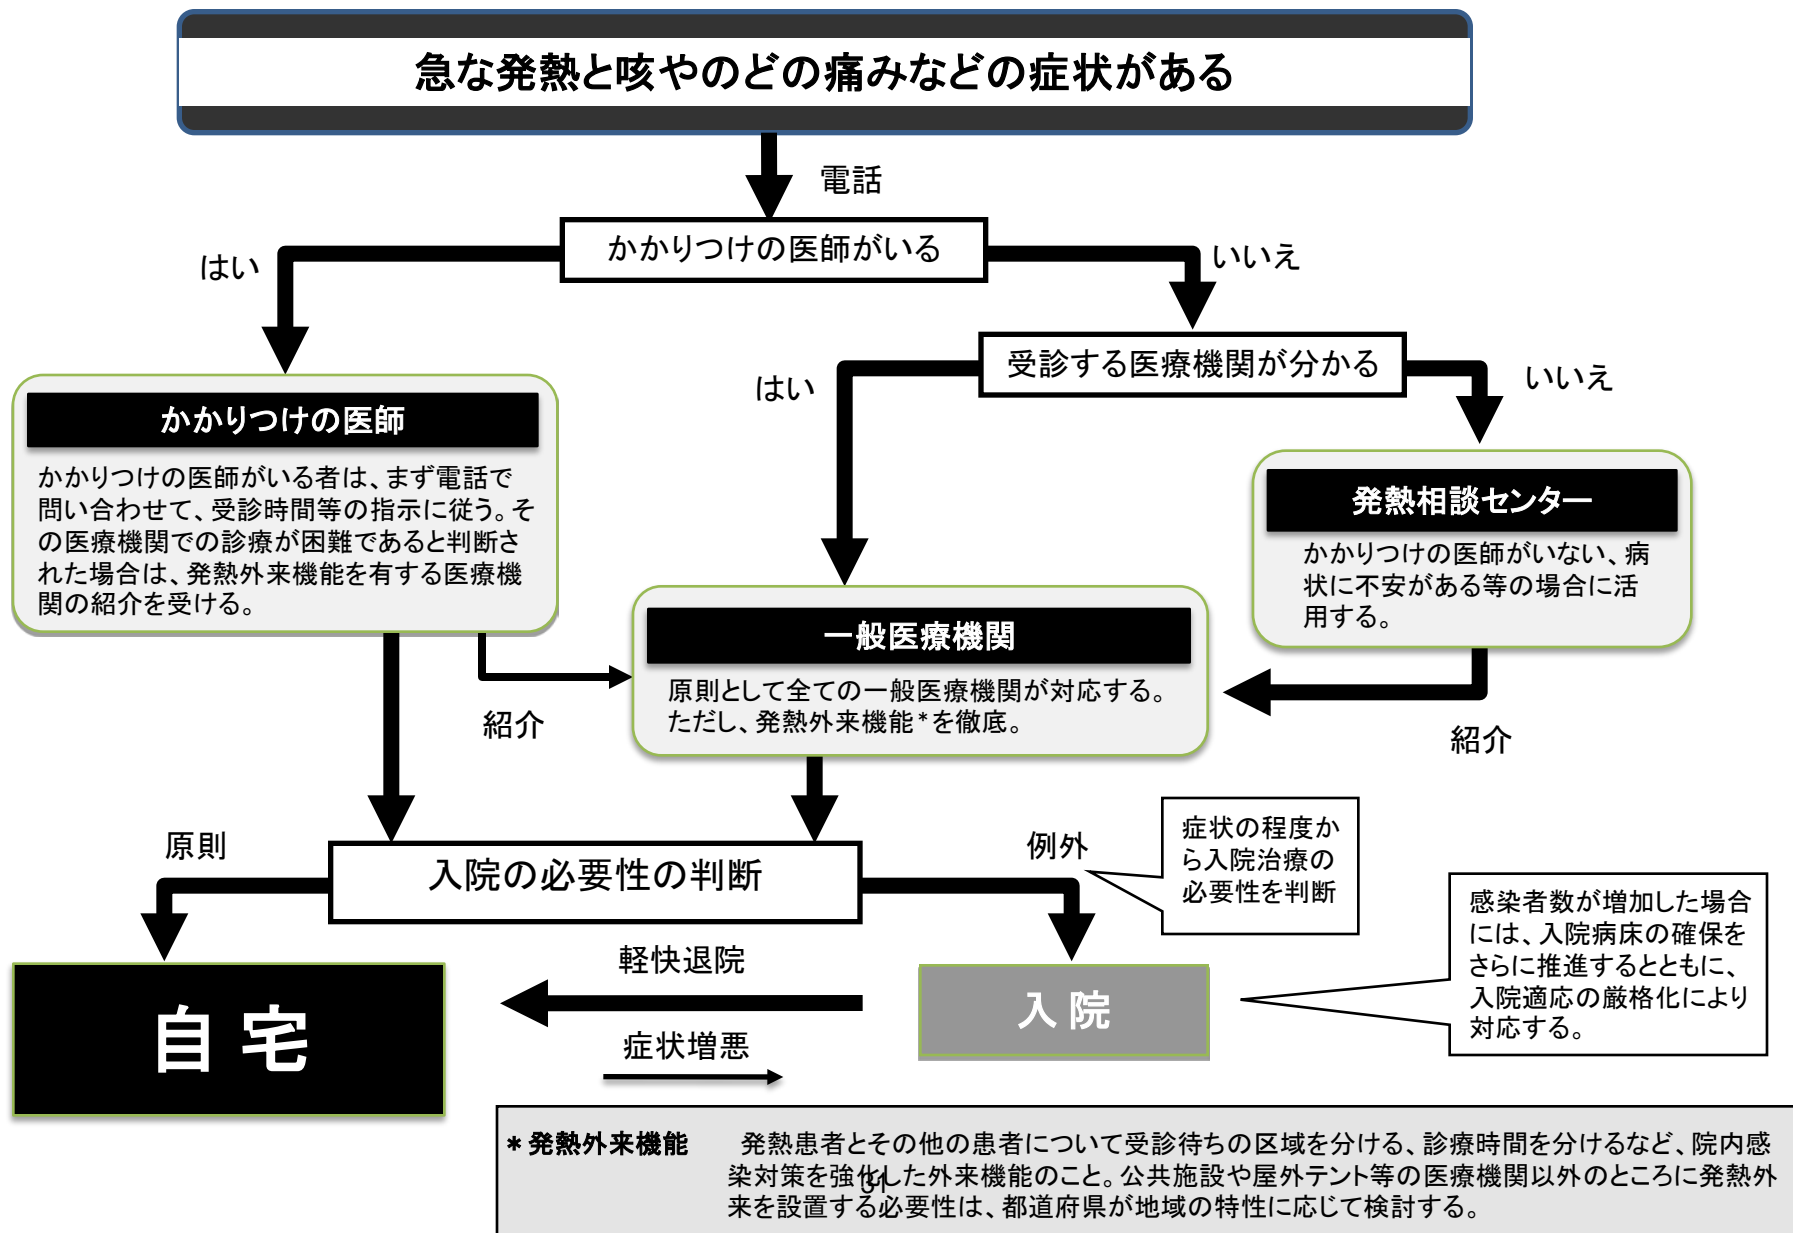 急な発熱と咳やのどの痛みなどの症状がある
電話
かかりつけの医師がいる
はい
いいえ
受診する医療機関が分かる
はい
いいえ
かかりつけの医師
かかりつけの医師がいる者は、まず電話で
問い合わせて、受診時間等の指示に従う。そ
の医療機関での診療が困難であると判断さ
れた場合は、発熱外来機能を有する医療機
関の紹介を受ける。
発熱相談センター
かかりつけの医師がいない、病
状に不安がある等の場合に活
用する。
一般医療機関
原則として全ての一般医療機関が対応する。
ただし、発熱外来機能*を徹底。
紹介
紹介
原則
入院の必要性の判断
例外
症状の程度か
ら入院治療の
必要性を判断
感染者数が増加した場合
には、入院病床の確保を
さらに推進するとともに、
入院適応の厳格化により
対応する。
軽快退院
自 宅
入 院
症状増悪
*発熱外来機能 発熱患者とその他の患者について受診待ちの区域を分ける、診療時間を分けるなど、院内感
染対策を強化した外来機能のこと。公共施設や屋外テント等の医療機関以外のところに発熱外
来を設置する必要性は、都道府県が地域の特性に応じて検討する。
31